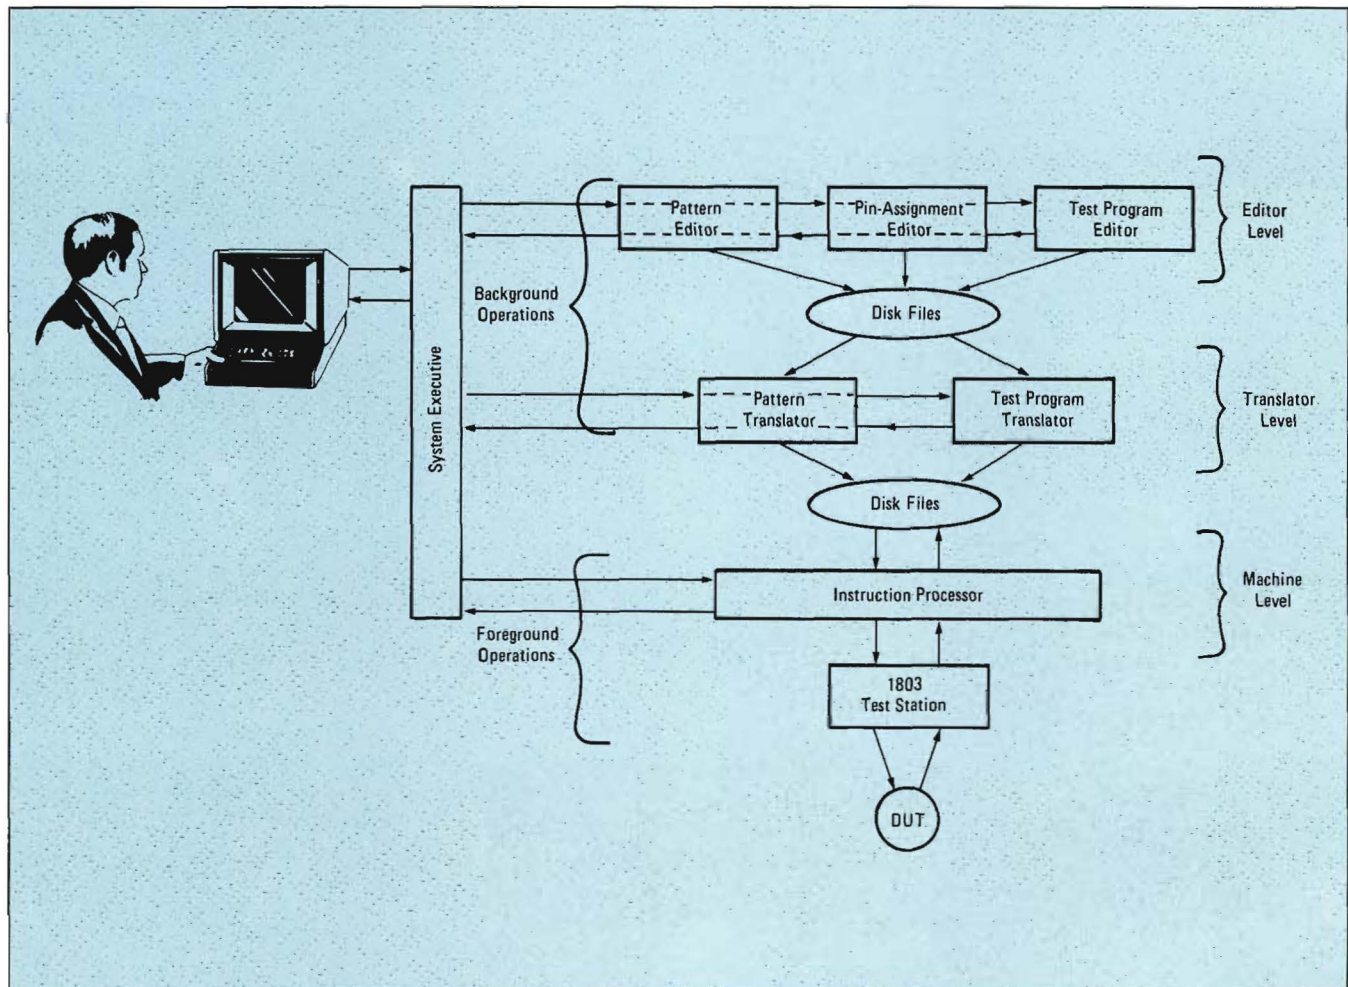 Pattern
Editor
Pin-Assignment
Editor
Test Program
Editor
Editor
Level
Background
Operations
Disk Files
System Executive
Pattern
Translator
Test Program
Translator
Translator
Level
Disk Files
Instruction Processor
Machine
Level
Foreground
Operations
1803
Test Station
DUT